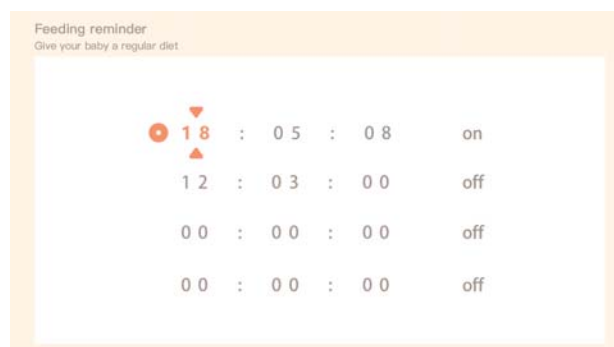 Feeding reminder
Give your baby a regular diet
18 : 05 : 08 on
12 : 03 : 00 off
00 : 00 : 00 off
00 : 00 : 00 off